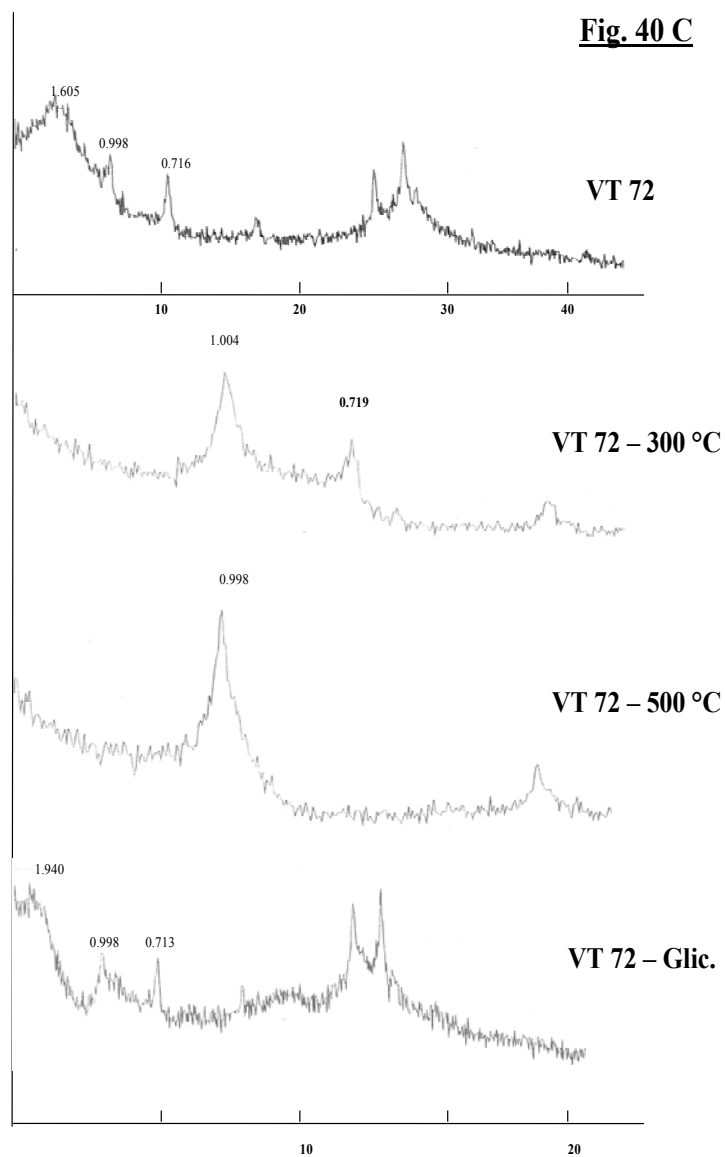 Fig. 40 C
1.605
0.998
0.716
VT 72
10 20 30 40
1.004
0.719
VT 72 – 300 °C
0.998
VT 72 – 500 °C
1.940
0.998 0.713
VT 72 – Glic.
10 20